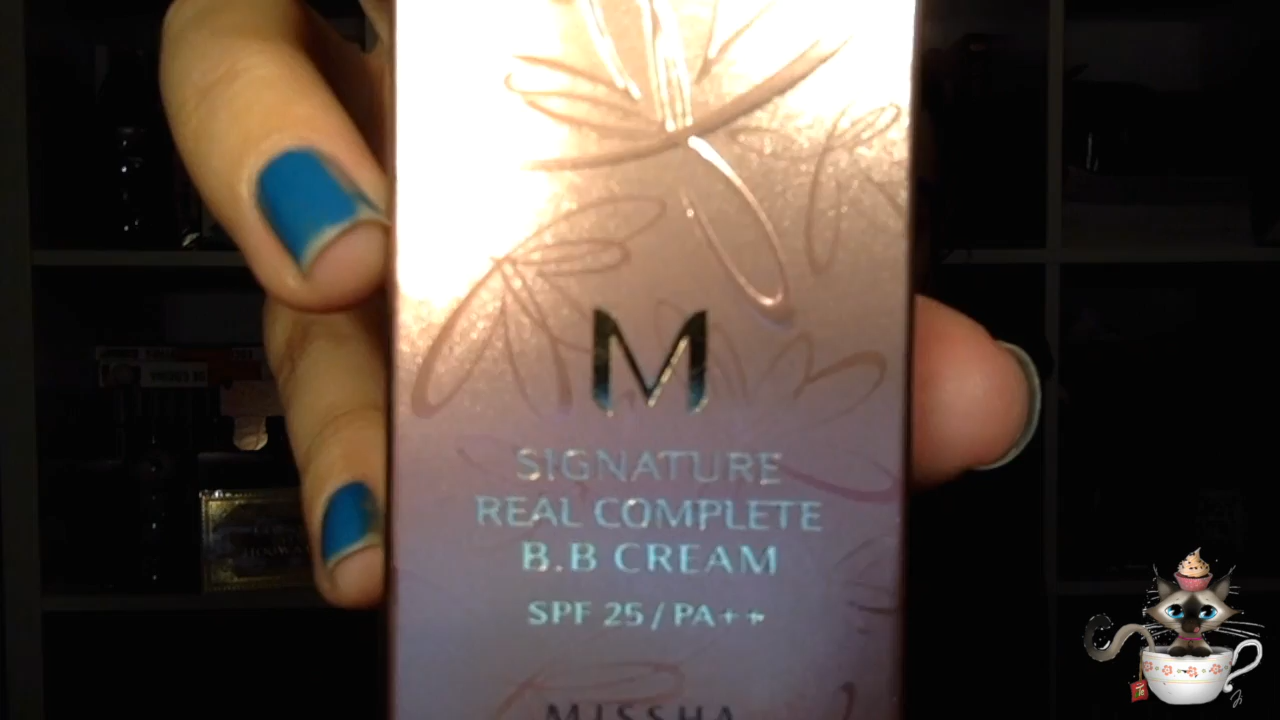 M
SIGNATURE
REAL COMPLETE
B.B CREAM
SPF 25 / PA++
MISSHA